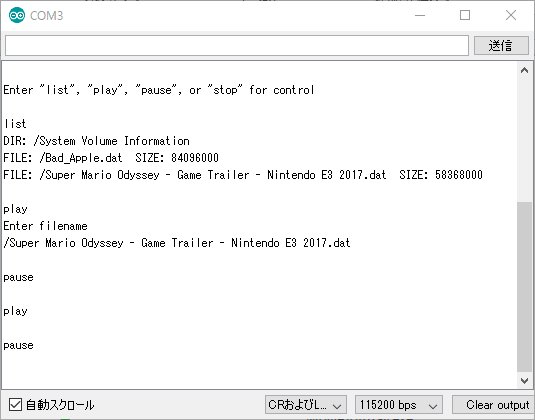 COM3
送信
Enter "list", "play", "pause", or "stop" for control
list
DIR: /System Volume Information
FILE: /Bad_Apple.dat  SIZE: 84096000
FILE: /Super Mario Odyssey - Game Trailer - Nintendo E3 2017.dat  SIZE: 58368000
play
Enter filename
/Super Mario Odyssey - Game Trailer - Nintendo E3 2017.dat
pause
play
pause
自動スクロール
CRおよびL...
115200 bps
Clear output